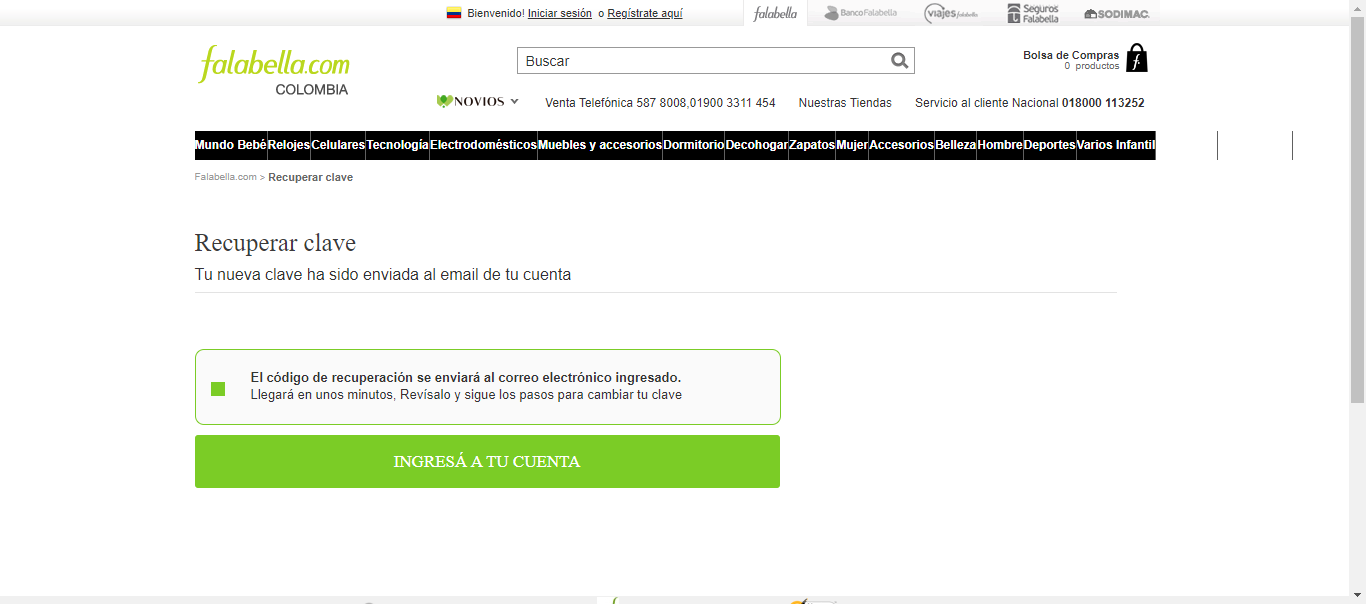 Bienvenido! Iniciar sesión o Regístrate aquí
falabella
BancoFalabella
viajes falabella
Seguros Falabella
SODIMAC
falabella.com
COLOMBIA
Buscar
Bolsa de Compras
0 productos
NOVIOS
Venta Telefónica 587 8008,01900 3311 454
Nuestras Tiendas
Servicio al cliente Nacional 018000 113252
Mundo Bebé Relojes Celulares Tecnología Electrodomésticos Muebles y accesorios Dormitorio Decohogar Zapatos Mujer Accesorios Belleza Hombre Deportes Varios Infantil
Falabella.com > Recuperar clave
Recuperar clave
Tu nueva clave ha sido enviada al email de tu cuenta
El código de recuperación se enviará al correo electrónico ingresado.
Llegará en unos minutos, Revísalo y sigue los pasos para cambiar tu clave
INGRESÁ A TU CUENTA